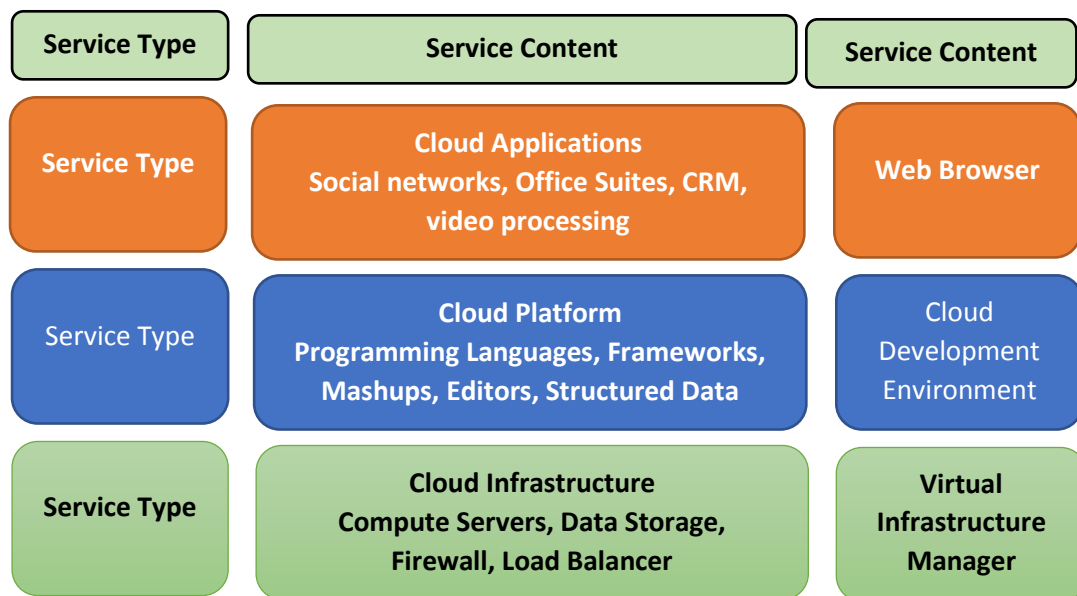 Service Type
Service Content
Service Content
Service Type
Cloud Applications
Social networks, Office Suites, CRM,
video processing
Web Browser
Service Type
Cloud Platform
Programming Languages, Frameworks,
Mashups, Editors, Structured Data
Cloud
Development
Environment
Service Type
Cloud Infrastructure
Compute Servers, Data Storage,
Firewall, Load Balancer
Virtual
Infrastructure
Manager